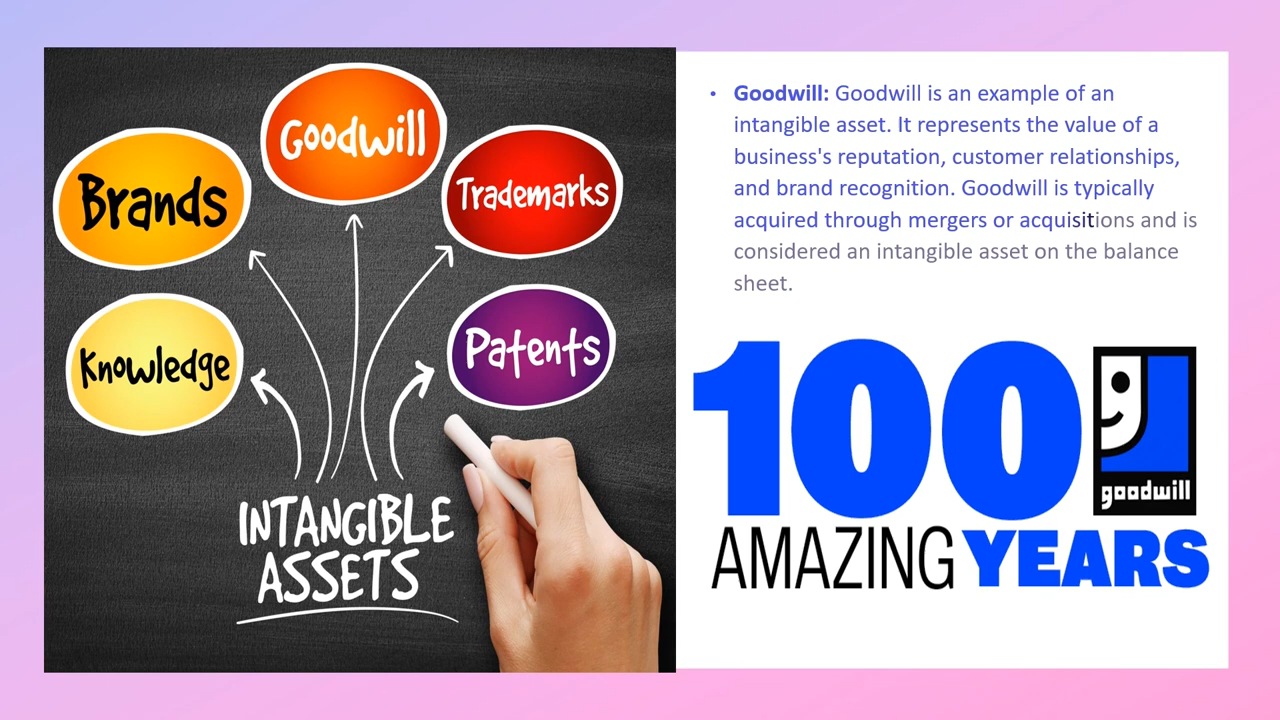 Goodwill
Brands
Trademarks
Knowledge
Patents
INTANGIBLE
ASSETS
• Goodwill: Goodwill is an example of an
intangible asset. It represents the value of a
business's reputation, customer relationships,
and brand recognition. Goodwill is typically
acquired through mergers or acquisitions and is
considered an intangible asset on the balance
sheet.
100
goodwill
AMAZING YEARS